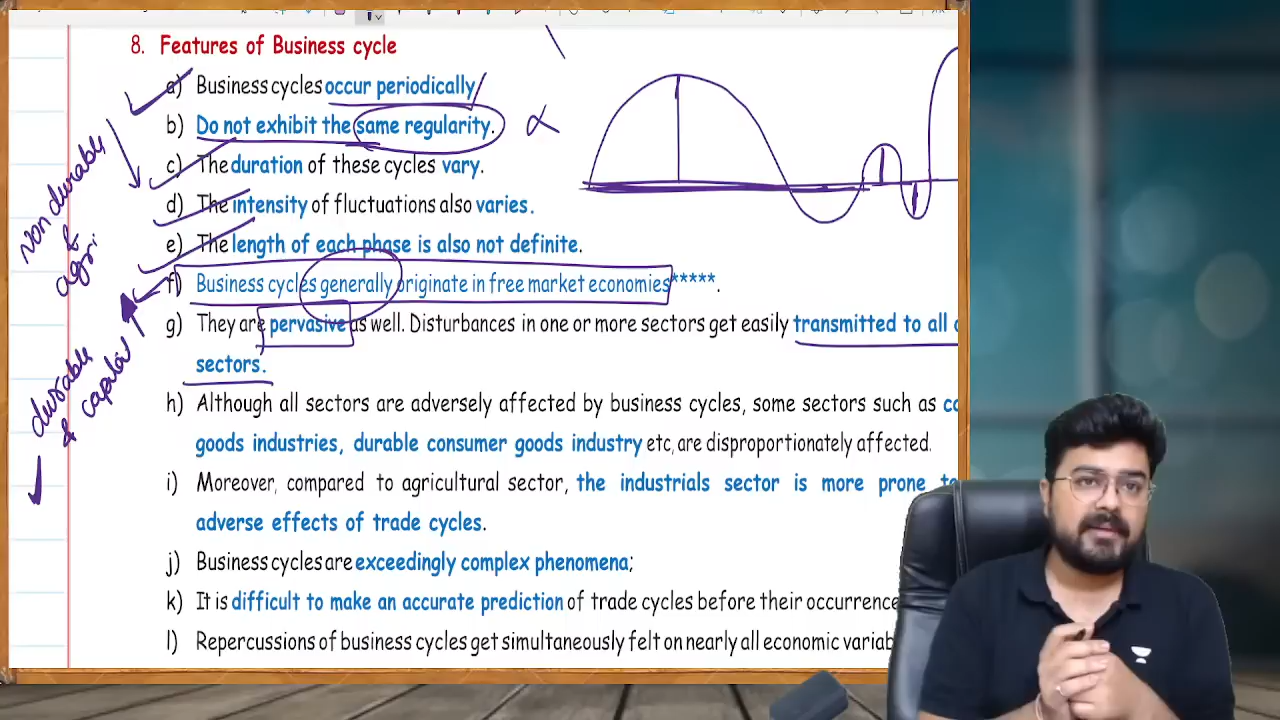 8. Features of Business cycle
a) Business cycles occur periodically
b) Do not exhibit the same regularity.
c) The duration of these cycles vary.
d) The intensity of fluctuations also varies.
e) The length of each phase is also not definite.
f) Business cycles generally originate in free market economies*****.
g) They are pervasive as well. Disturbances in one or more sectors get easily transmitted to all
sectors.
h) Although all sectors are adversely affected by business cycles, some sectors such as
goods industries, durable consumer goods industry etc, are disproportionately affected.
i) Moreover, compared to agricultural sector, the industrials sector is more prone to
adverse effects of trade cycles.
j) Business cycles are exceedingly complex phenomena;
k) It is difficult to make an accurate prediction of trade cycles before their occurrence
l) Repercussions of business cycles get simultaneously felt on nearly all economic
non durable
&
agri
durable
& capital